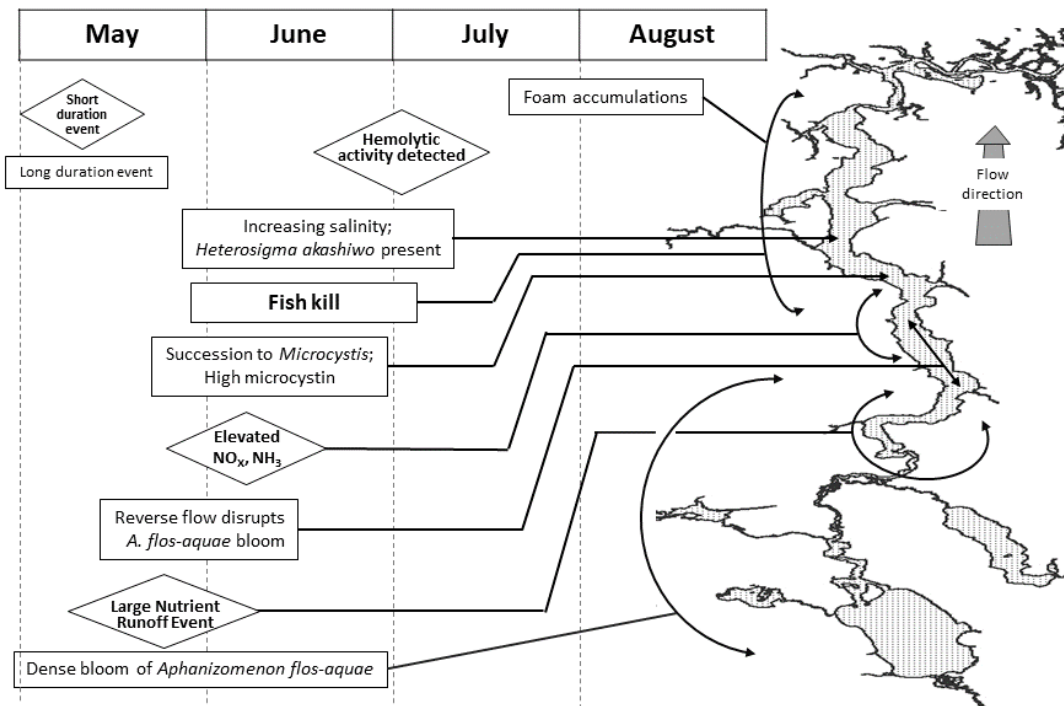 May June July August
Short
duration
event
Long duration event
Foam accumulations
Hemolytic
activity detected
Flow
direction
Increasing salinity;
Heterosigma akashiwo present
Fish kill
Succession to Microcystis;
High microcystin
Elevated
NOx, NH3
Reverse flow disrupts
A. flos-aquae bloom
Large Nutrient
Runoff Event
Dense bloom of Aphanizomenon flos-aquae